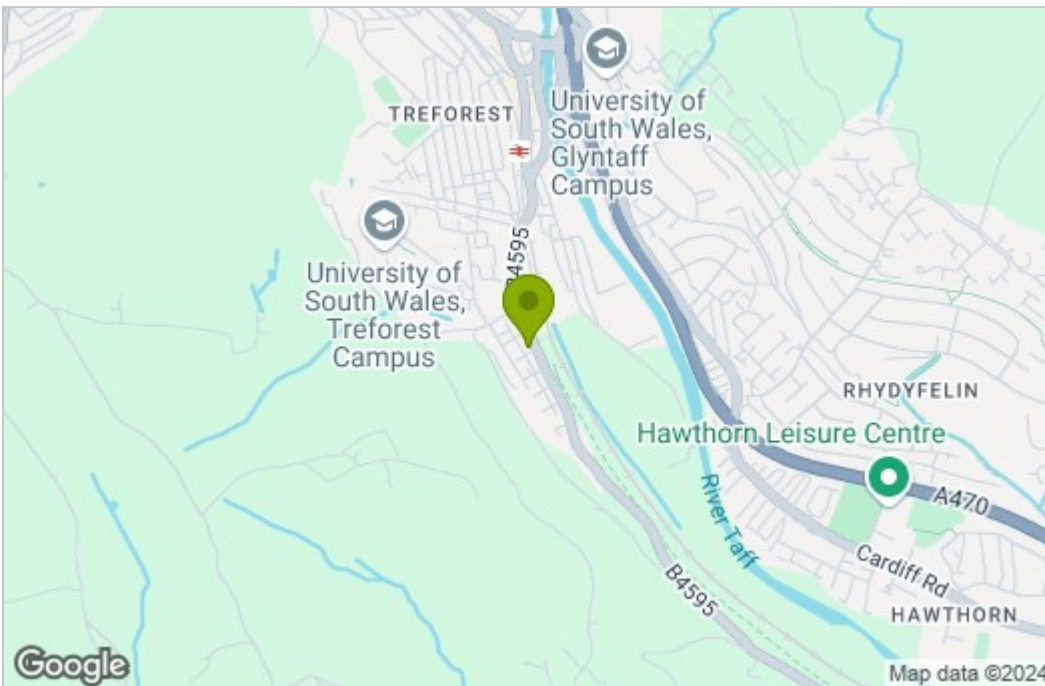 TREFOREST
University of
South Wales,
Glyntaff
Campus
University of
South Wales,
Treforest
Campus
B4595
RHYDYFELIN
Hawthorn Leisure Centre
A470
River Taff
Cardiff Rd
B4595
HAWTHORN
Google
Map data ©2024